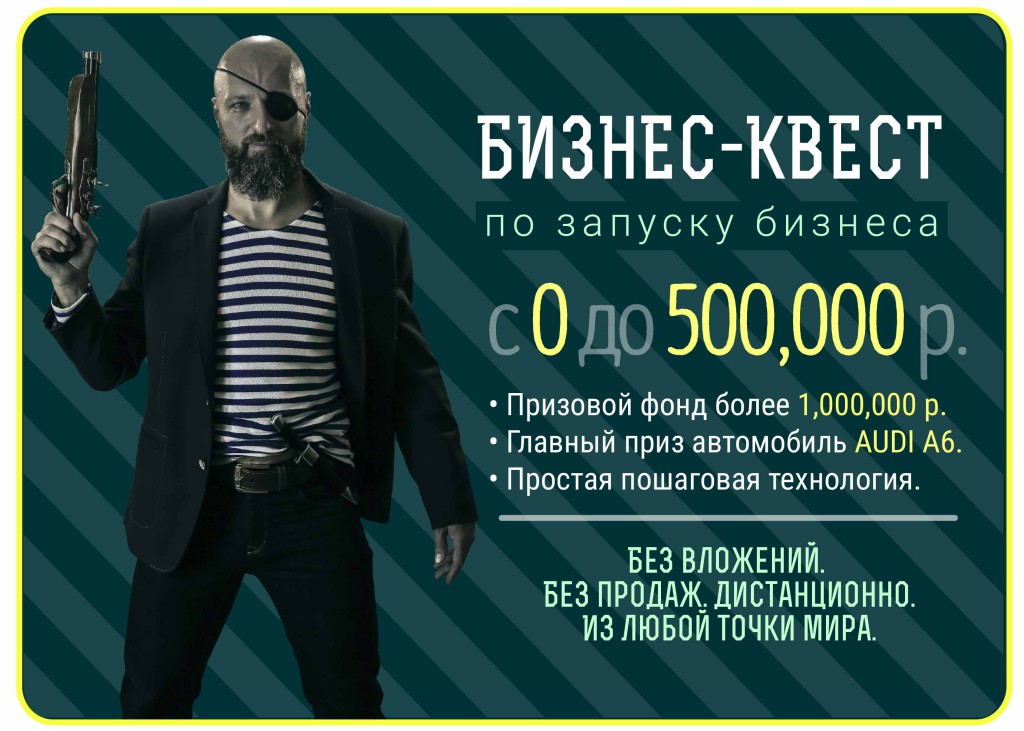 БИЗНЕС-КВЕСТ
по запуску бизнеса
с 0 до 500,000 р.
• Призовой фонд более 1,000,000 р.
• Главный приз автомобиль AUDI A6.
• Простая пошаговая технология.
БЕЗ ВЛОЖЕНИЙ.
БЕЗ ПРОДАЖ. ДИСТАНЦИОННО.
ИЗ ЛЮБОЙ ТОЧКИ МИРА.